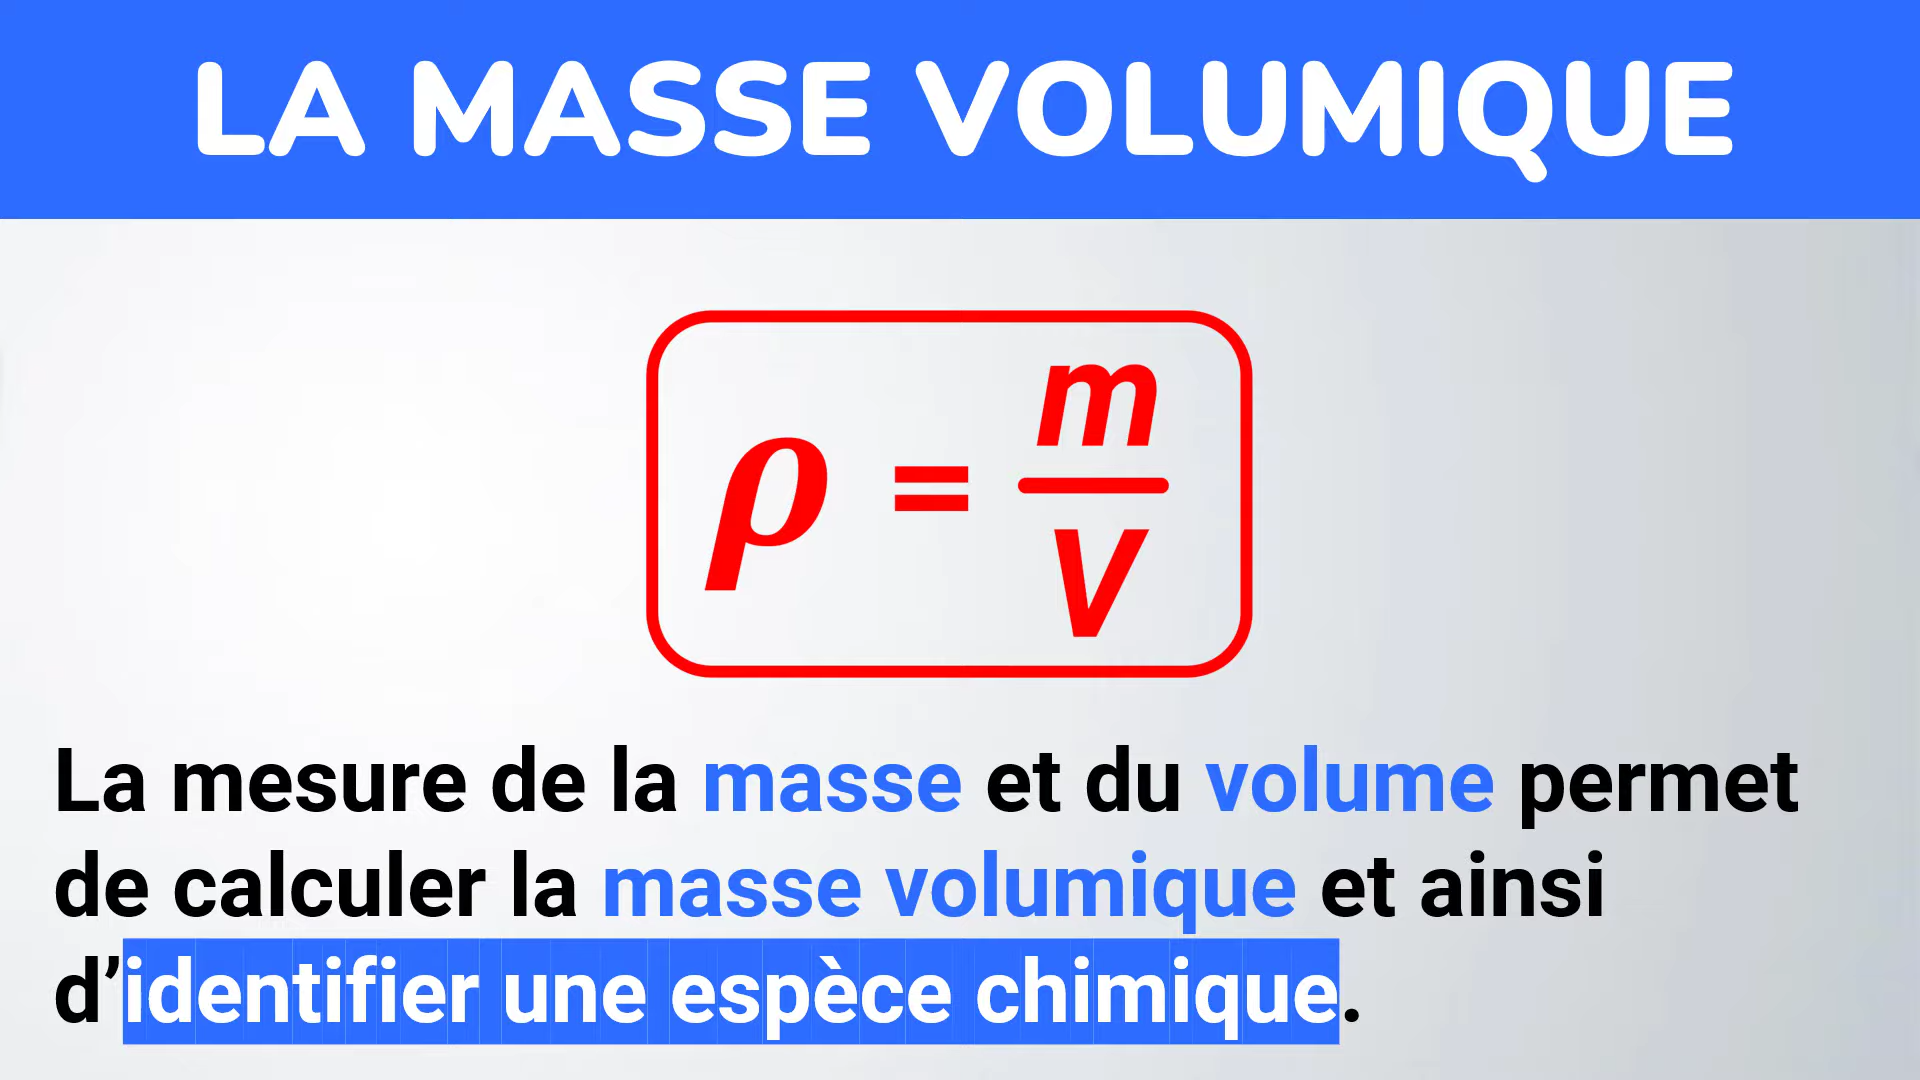 LA MASSE VOLUMIQUE
ρ = m/V
La mesure de la masse et du volume permet
de calculer la masse volumique et ainsi
d’identifier une espèce chimique.